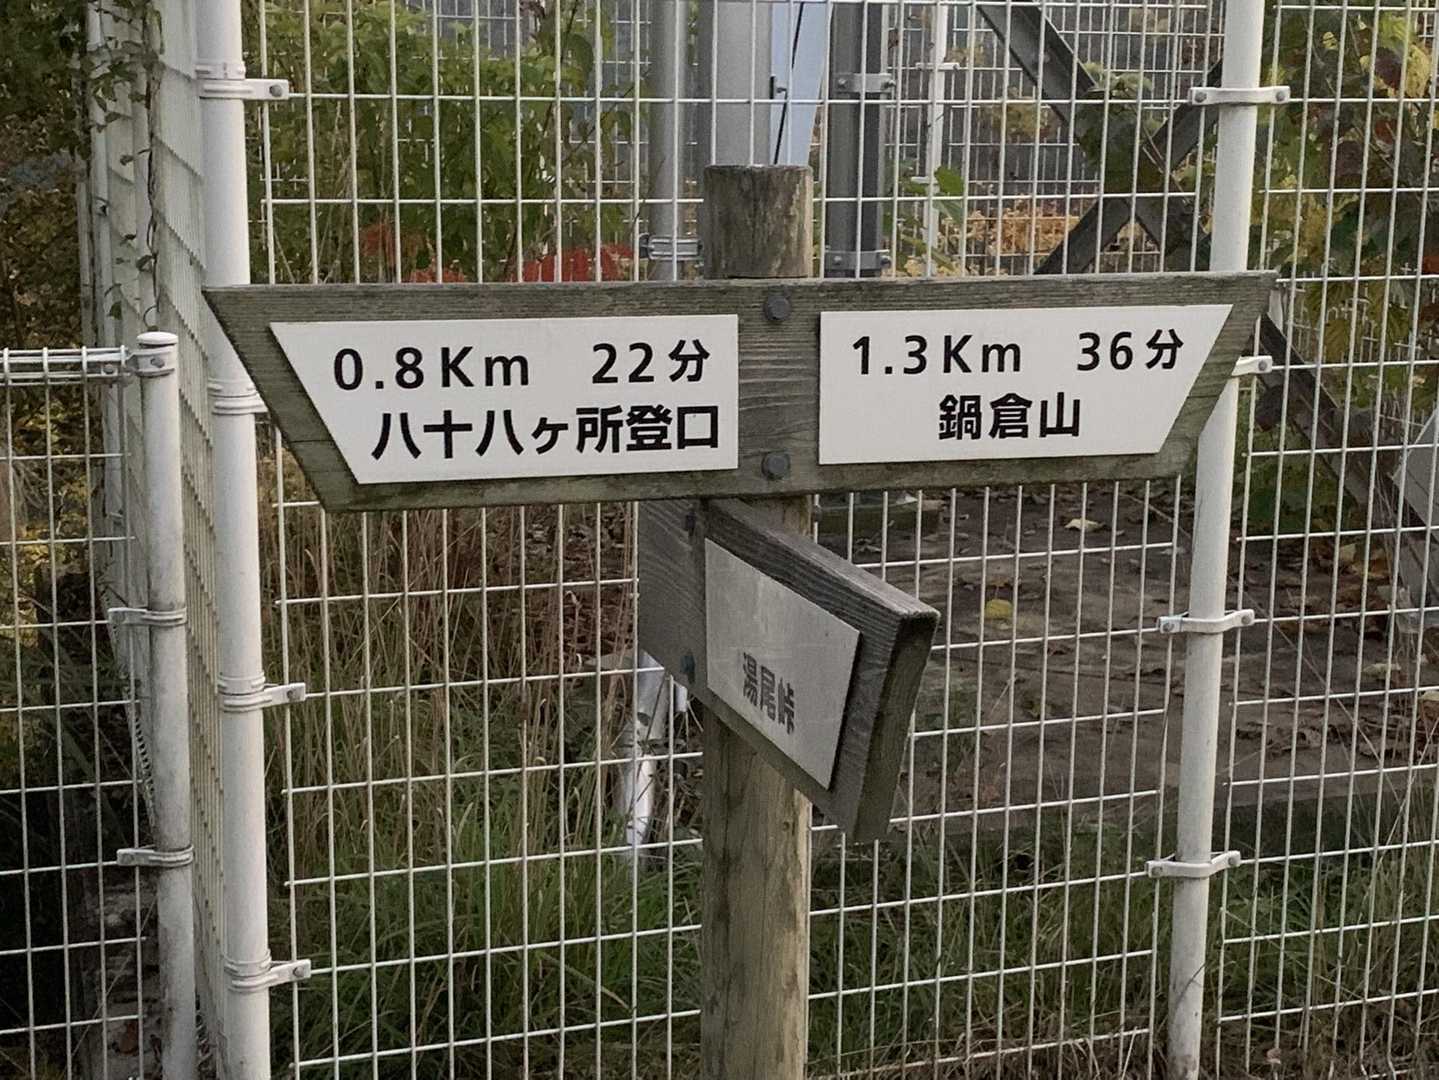 0.8Km 22分
八十八ヶ所登口
1.3Km 36分
鍋倉山
湯尾峠